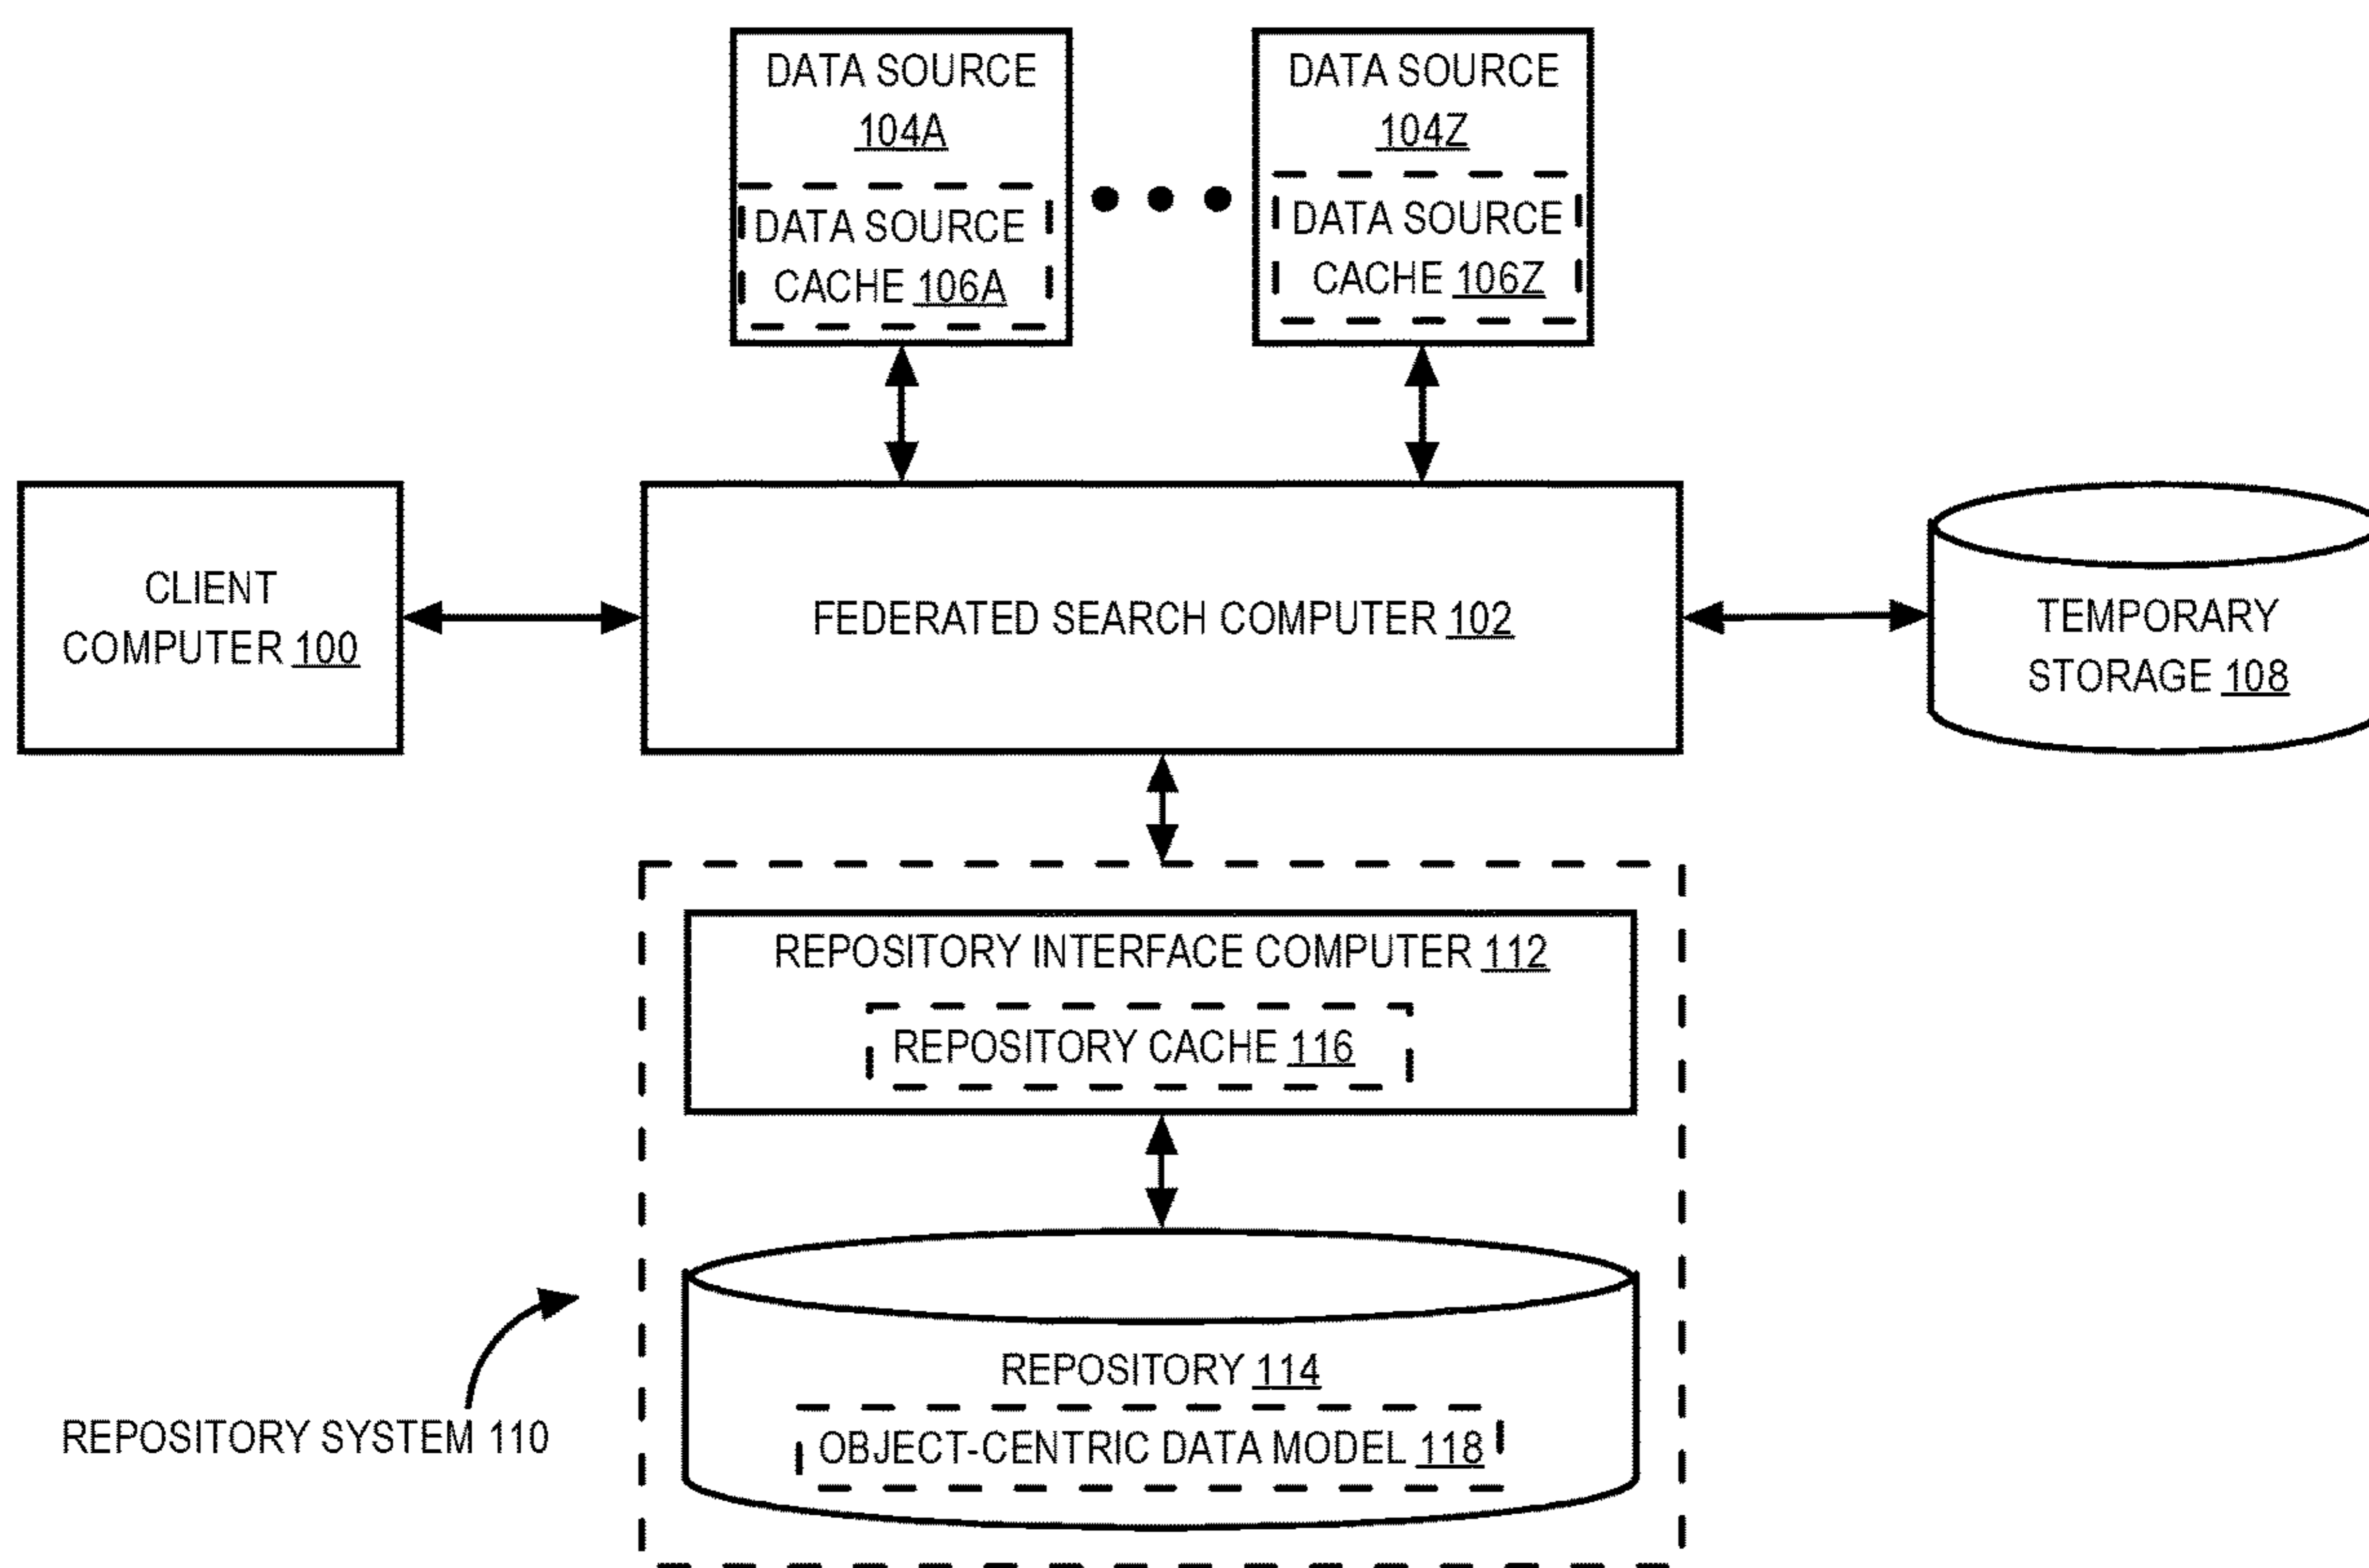 DATA SOURCE
104A
DATA SOURCE
CACHE 106A
DATA SOURCE
104Z
DATA SOURCE
CACHE 106Z
CLIENT
COMPUTER 100
FEDERATED SEARCH COMPUTER 102
TEMPORARY
STORAGE 108
REPOSITORY INTERFACE COMPUTER 112
REPOSITORY CACHE 116
REPOSITORY 114
OBJECT-CENTRIC DATA MODEL 118
REPOSITORY SYSTEM 110